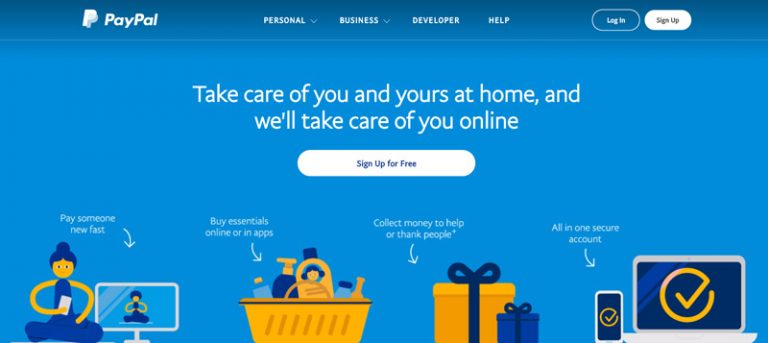 PayPal
PERSONAL
BUSINESS
DEVELOPER
HELP
Log In
Sign Up
Take care of you and yours at home, and
we'll take care of you online
Sign Up for Free
Pay someone
new fast
Buy essentials
online or in apps
Collect money to help
or thank people+
All in one secure
account